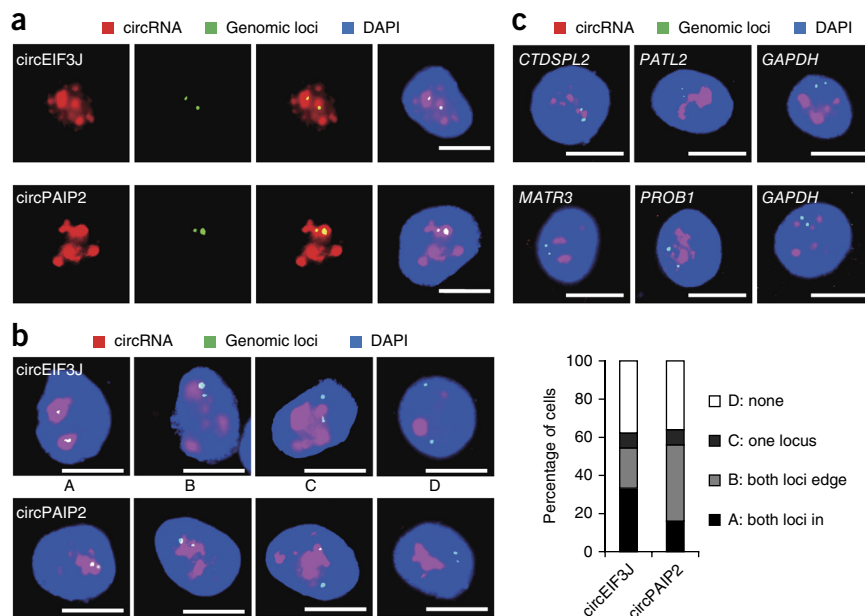 a
circRNA Genomic loci DAPI
circEIF3J
circPAIP2
c
circRNA Genomic loci DAPI
CTDSPL2 PATL2 GAPDH
MATR3 PROB1 GAPDH
b
circRNA Genomic loci DAPI
circEIF3J
A B C D
circPAIP2
Percentage of cells
100
80
60
40
20
0
circEIF3J
circPAIP2
D: none
C: one locus
B: both loci edge
A: both loci in